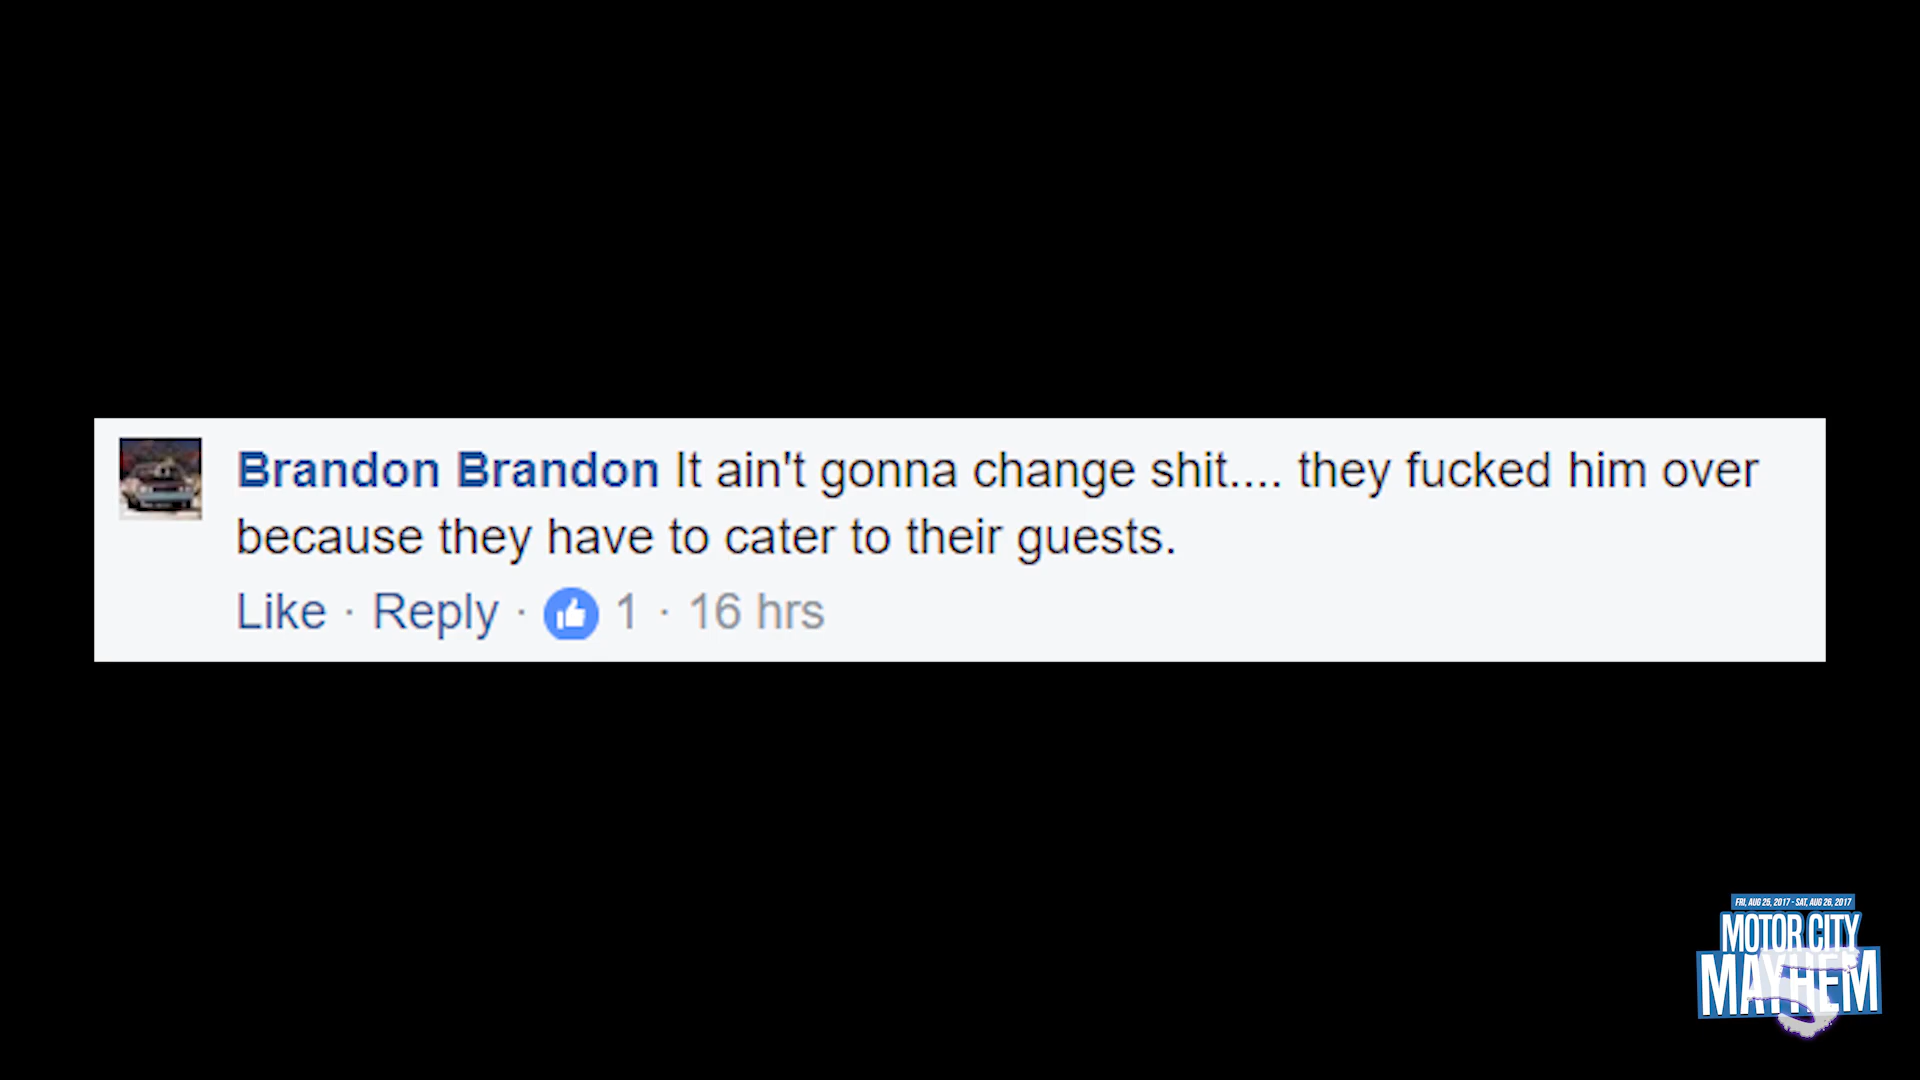 Brandon Brandon It ain't gonna change shit.... they fucked him over
because they have to cater to their guests.
Like · Reply · 1 · 16 hrs
FRI, AUG 25, 2017 - SAT, AUG 26, 2017
MOTOR CITY
MAYHEM
5